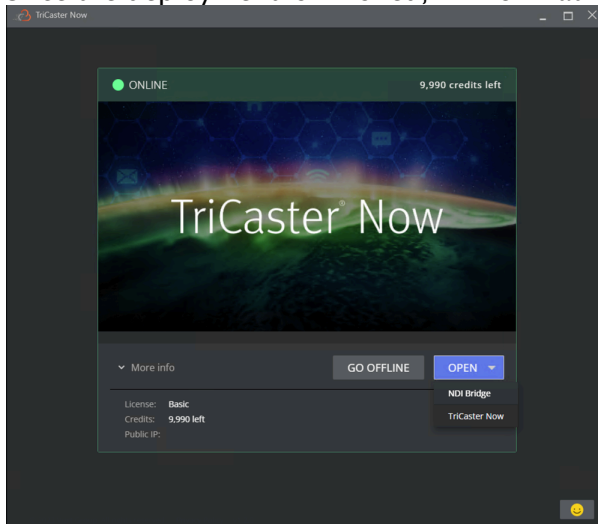 TriCaster Now
ONLINE
9,990 credits left
TriCaster® Now
More info
GO OFFLINE
OPEN
NDI Bridge
TriCaster Now
License: Basic
Credits: 9,990 left
Public IP: